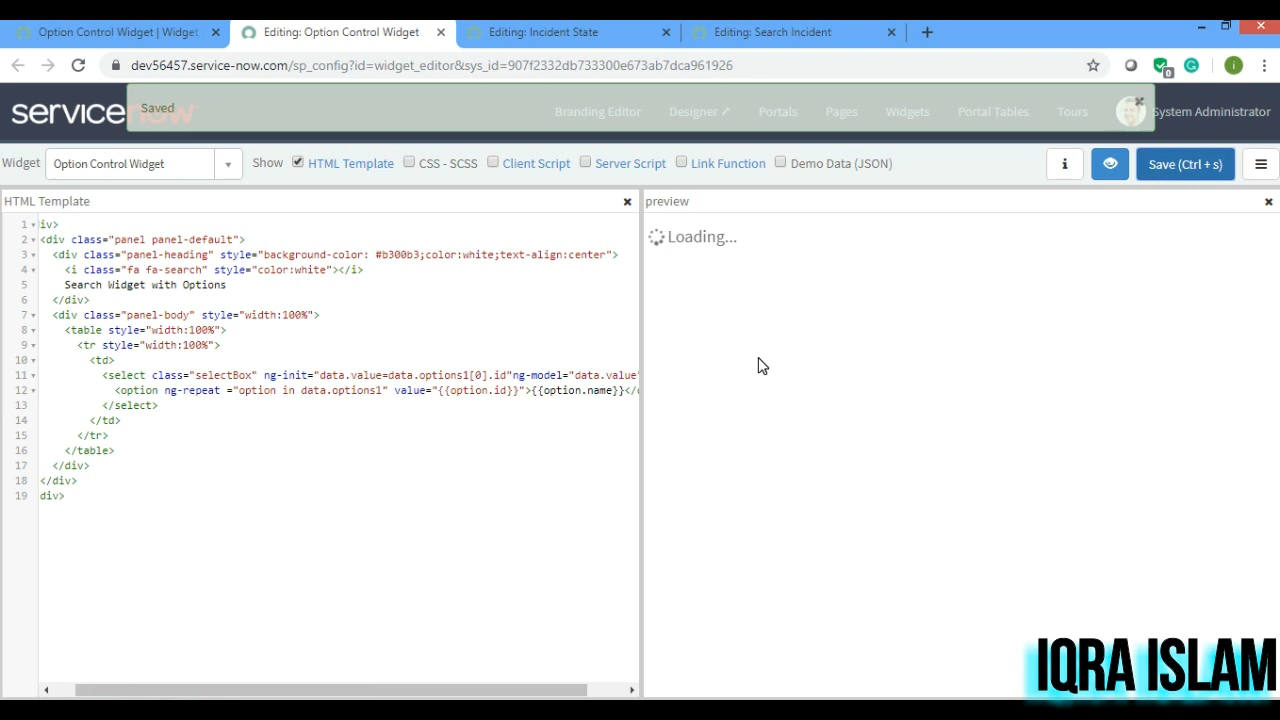 Option Control Widget | Widget
Editing: Option Control Widget
Editing: Incident State
Editing: Search Incident
dev56457.service-now.com/sp_config?id=widget_editor&sys_id=907f2332db733300e673ab7dca961926
0
i
servicenow
Saved
Branding Editor
Designer
Portals
Pages
Widgets
Portal Tables
Tours
System Administrator
Widget
Option Control Widget
Show
HTML Template
CSS - SCSS
Client Script
Server Script
Link Function
Demo Data (JSON)
i
Save (Ctrl + s)
HTML Template
preview
1 iv>
2 <div class="panel panel-default">
3 <div class="panel-heading" style="background-color: #b300b3;color:white;text-align:center">
4 <i class="fa fa-search" style="color:white"></i>
5 Search Widget with Options
6 </div>
7 <div class="panel-body" style="width:100%">
8 <table style="width:100%">
9 <tr style="width:100%">
10 <td>
11 <select class="selectBox" ng-init="data.value=data.options1[0].id"ng-model="data.value"
12 <option ng-repeat ="option in data.options1" value="{{option.id}}">{{option.name}}</
13 </select>
14 </td>
15 </tr>
16 </table>
17 </div>
18 </div>
19 div>
Loading...
IQRA ISLAM